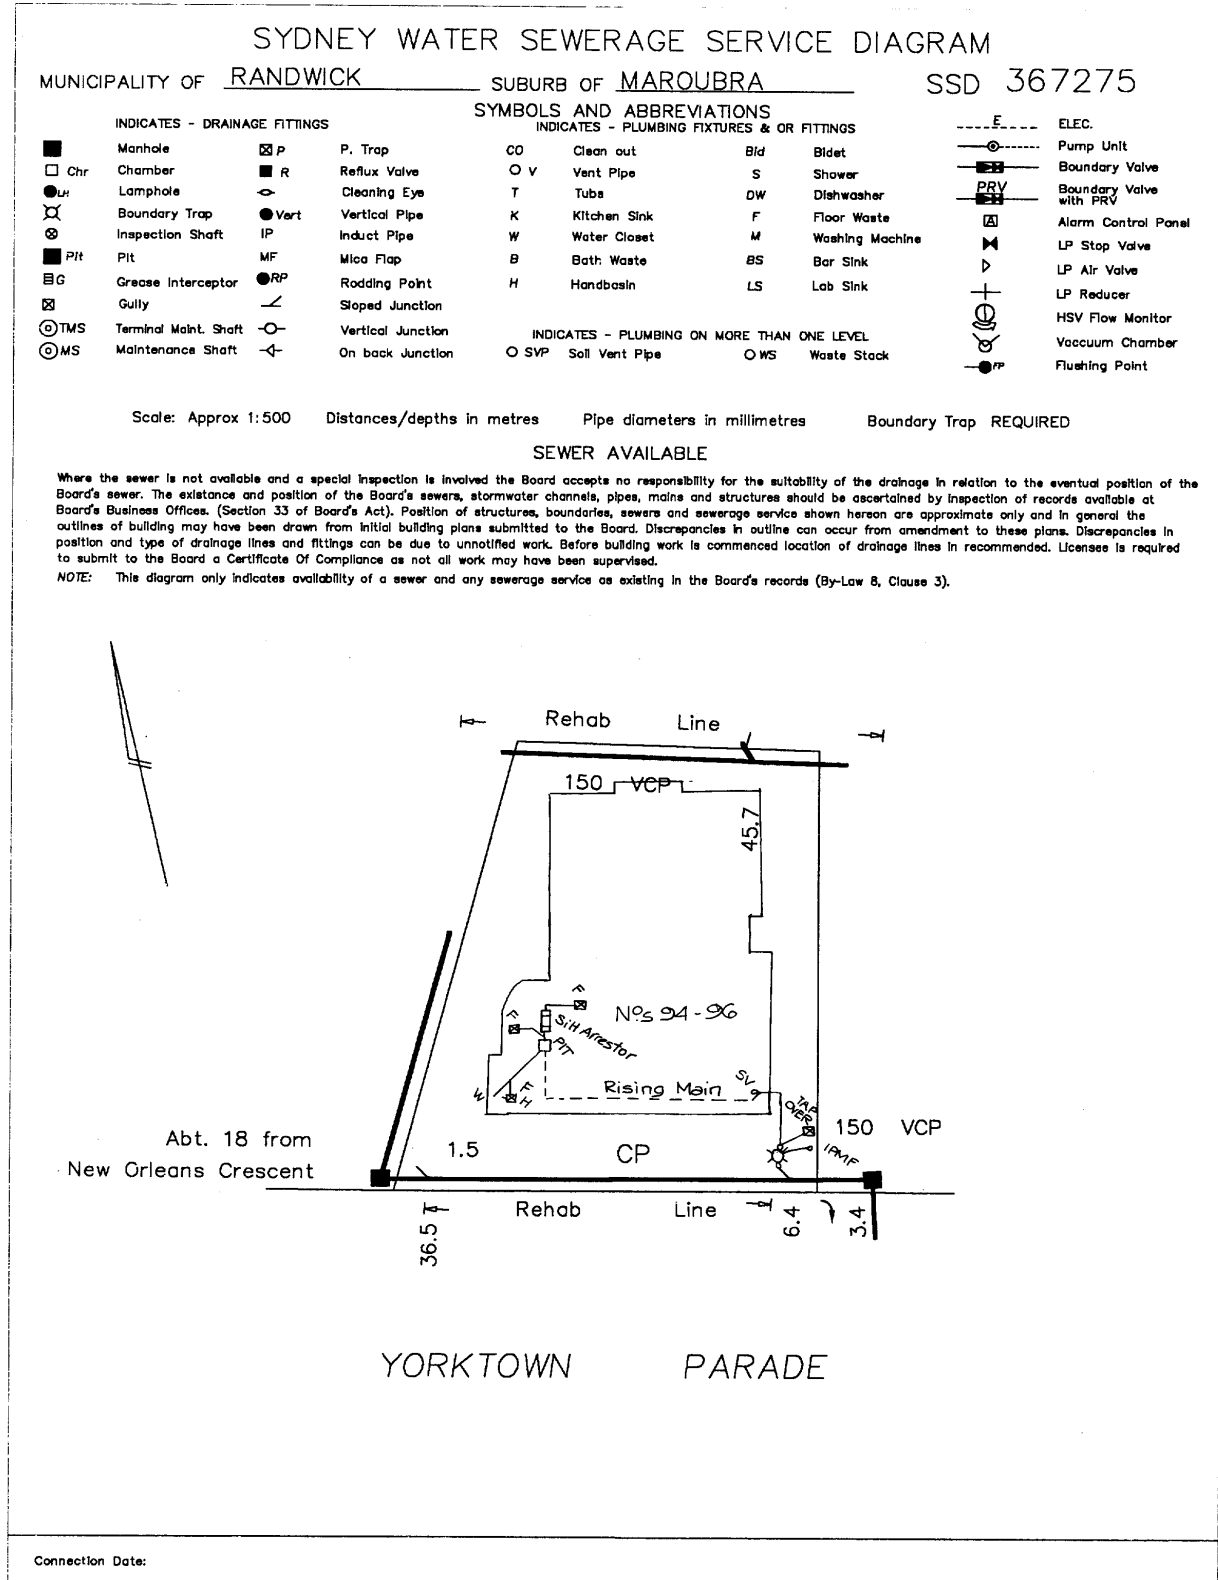 SYDNEY WATER SEWERAGE SERVICE DIAGRAM
MUNICIPALITY OF RANDWICK SUBURB OF MAROUBRA SSD 367275
SYMBOLS AND ABBREVIATIONS
INDICATES - DRAINAGE FITTINGS
Manhole
Chr Chamber
LH Lamphole
Boundary Trap
Inspection Shaft
Pit Pit
G Grease Interceptor
Gully
TMS Terminal Maint. Shaft
MS Maintenance Shaft
P P. Trap
R Reflux Valve
Cleaning Eye
Vert Vertical Pipe
IP Induct Pipe
MF Mica Flap
RP Rodding Point
Sloped Junction
Vertical Junction
On back Junction
INDICATES - PLUMBING FIXTURES & OR FITTINGS
CO Clean out
V Vent Pipe
T Tubs
K Kitchen Sink
W Water Closet
B Bath Waste
H Handbasin
Bid Bidet
S Shower
DW Dishwasher
F Floor Waste
M Washing Machine
BS Bar Sink
LS Lab Sink
INDICATES - PLUMBING ON MORE THAN ONE LEVEL
SVP Soil Vent Pipe WS Waste Stack
E ELEC.
Pump Unit
Boundary Valve
PRV Boundary Valve
with PRV
A Alarm Control Panel
LP Stop Valve
LP Air Valve
LP Reducer
HSV Flow Monitor
Vaccuum Chamber
FP Flushing Point
Scale: Approx 1:500 Distances/depths in metres Pipe diameters in millimetres Boundary Trap REQUIRED
SEWER AVAILABLE
Where the sewer is not available and a special inspection is involved the Board accepts no responsibility for the suitability of the drainage in relation to the eventual position of the
Board's sewer. The existance and position of the Board's sewers, stormwater channels, pipes, mains and structures should be ascertained by inspection of records available at
Board's Business Offices. (Section 33 of Board's Act). Position of structures, boundaries, sewers and sewerage service shown hereon are approximate only and in general the
outlines of building may have been drawn from initial building plans submitted to the Board. Discrepancies in outline can occur from amendment to these plans. Discrepancies in
position and type of drainage lines and fittings can be due to unnotified work. Before building work is commenced location of drainage lines in recommended. Licensee is required
to submit to the Board a Certificate Of Compliance as not all work may have been supervised.
NOTE: This diagram only indicates availability of a sewer and any sewerage service as existing in the Board's records (By-Law 8, Clause 3).
Rehab Line
150 VCP
45.7
F
F
Nos 94-96
Silt Arrestor
PIT
W
F
H
Rising Main
SV
TAP
OVER
150 VCP
IPMF
Abt. 18 from
New Orleans Crescent
1.5
CP
Rehab Line
36.5
6.4
3.4
YORKTOWN PARADE
Connection Date: